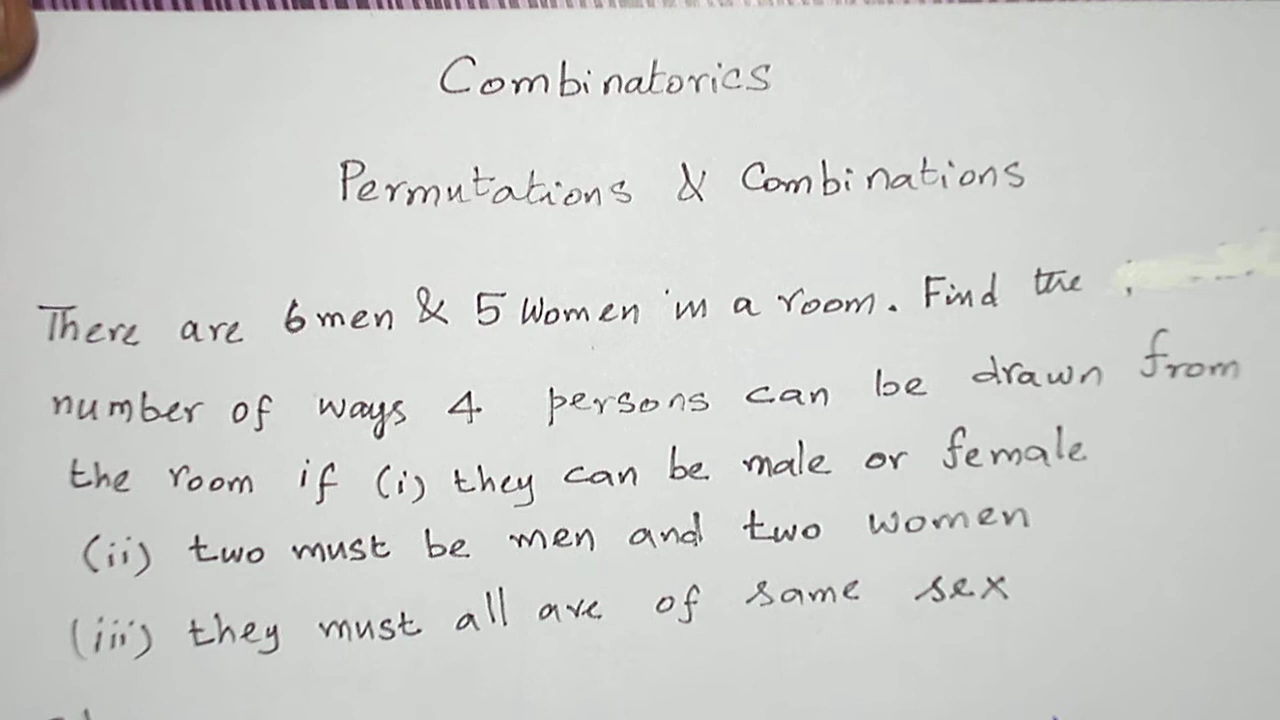 Combinatorics
Permutations & Combinations
There are 6 men & 5 Women in a room. Find the
number of ways 4 persons can be drawn from
the room if (i) they can be male or female
(ii) two must be men and two women
(iii) they must all are of same sex